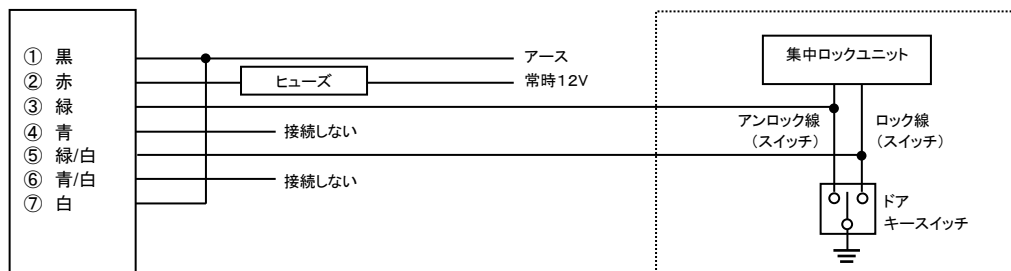 ① 黒
アース
② 赤
ヒューズ
常時12V
集中ロックユニット
③ 緑
④ 青
接続しない
アンロック線
(スイッチ)
ロック線
(スイッチ)
⑤ 緑/白
⑥ 青/白
接続しない
⑦ 白
ドア
キースイッチ